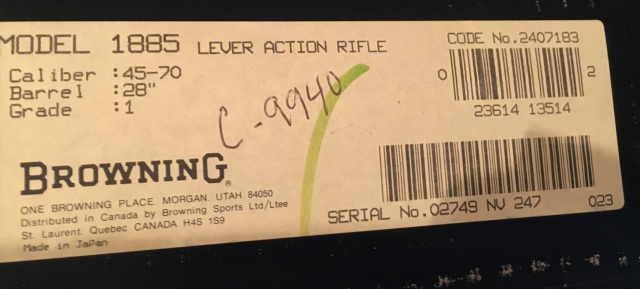 MODEL 1885 LEVER ACTION RIFLE
CODE No.2407183
Caliber :45-70
Barrel :28"
Grade :1
0 2
23614 13514
C-9940
BROWNING®
ONE BROWNING PLACE, MORGAN, UTAH 84050
Distributed in Canada by Browning Sports Ltd/Ltee
St. Laurent, Quebec CANADA H4S 1S9
Made in Japan
SERIAL No.02749 NV 247 023